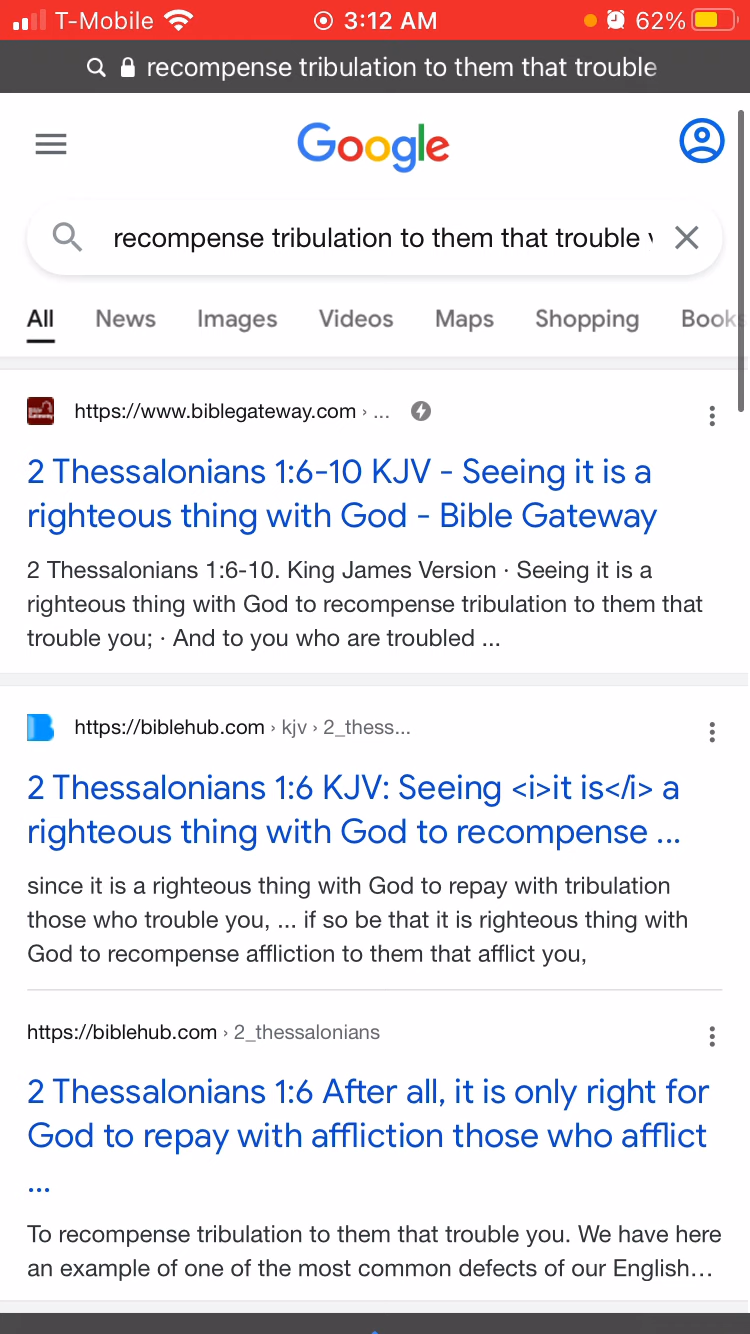 T-Mobile 3:12 AM 62%
recompense tribulation to them that trouble
Google
recompense tribulation to them that trouble
All News Images Videos Maps Shopping Book
https://www.biblegateway.com › ...
2 Thessalonians 1:6-10 KJV - Seeing it is a
righteous thing with God - Bible Gateway
2 Thessalonians 1:6-10. King James Version · Seeing it is a
righteous thing with God to recompense tribulation to them that
trouble you; · And to you who are troubled ...
https://biblehub.com › kjv › 2_thess...
2 Thessalonians 1:6 KJV: Seeing <i>it is</i> a
righteous thing with God to recompense ...
since it is a righteous thing with God to repay with tribulation
those who trouble you, ... if so be that it is righteous thing with
God to recompense affliction to them that afflict you,
https://biblehub.com › 2_thessalonians
2 Thessalonians 1:6 After all, it is only right for
God to repay with affliction those who afflict
...
To recompense tribulation to them that trouble you. We have here
an example of one of the most common defects of our English...